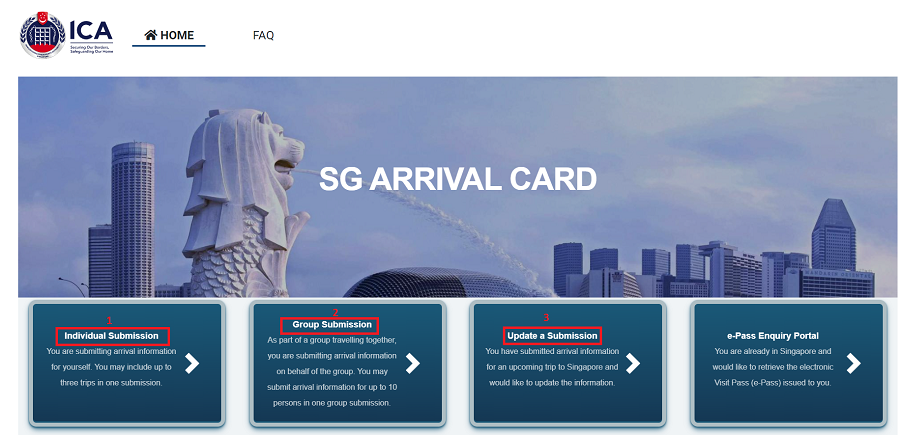 ICA
Securing Our Borders,
Safeguarding Our Home
HOME
FAQ
SG ARRIVAL CARD
1
Individual Submission
You are submitting arrival information
for yourself. You may include up to
three trips in one submission.
2
Group Submission
As part of a group travelling together,
you are submitting arrival information
on behalf of the group. You may
submit arrival information for up to 10
persons in one group submission.
3
Update a Submission
You have submitted arrival information
for an upcoming trip to Singapore and
would like to update the information.
e-Pass Enquiry Portal
You are already in Singapore and
would like to retrieve the electronic
Visit Pass (e-Pass) issued to you.